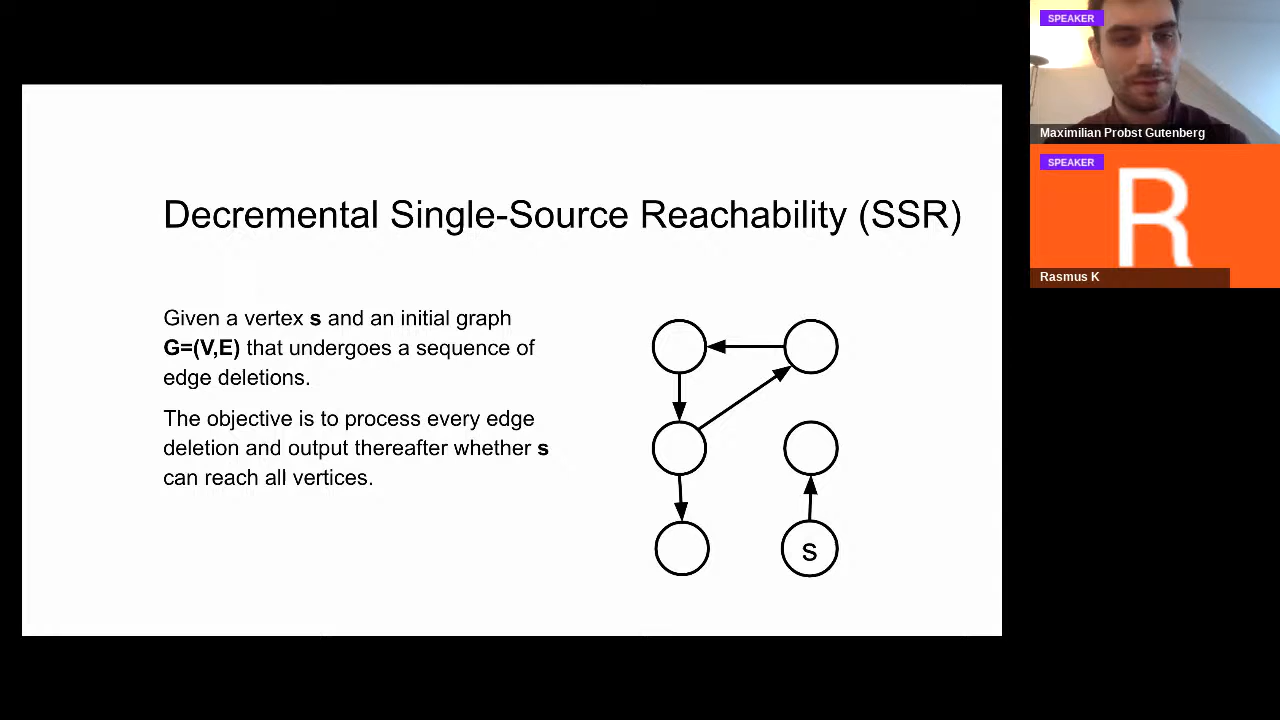 SPEAKER
Maximilian Probst Gutenberg
SPEAKER
R
Rasmus K
Decremental Single-Source Reachability (SSR)
Given a vertex s and an initial graph
G=(V,E) that undergoes a sequence of
edge deletions.
The objective is to process every edge
deletion and output thereafter whether s
can reach all vertices.
s